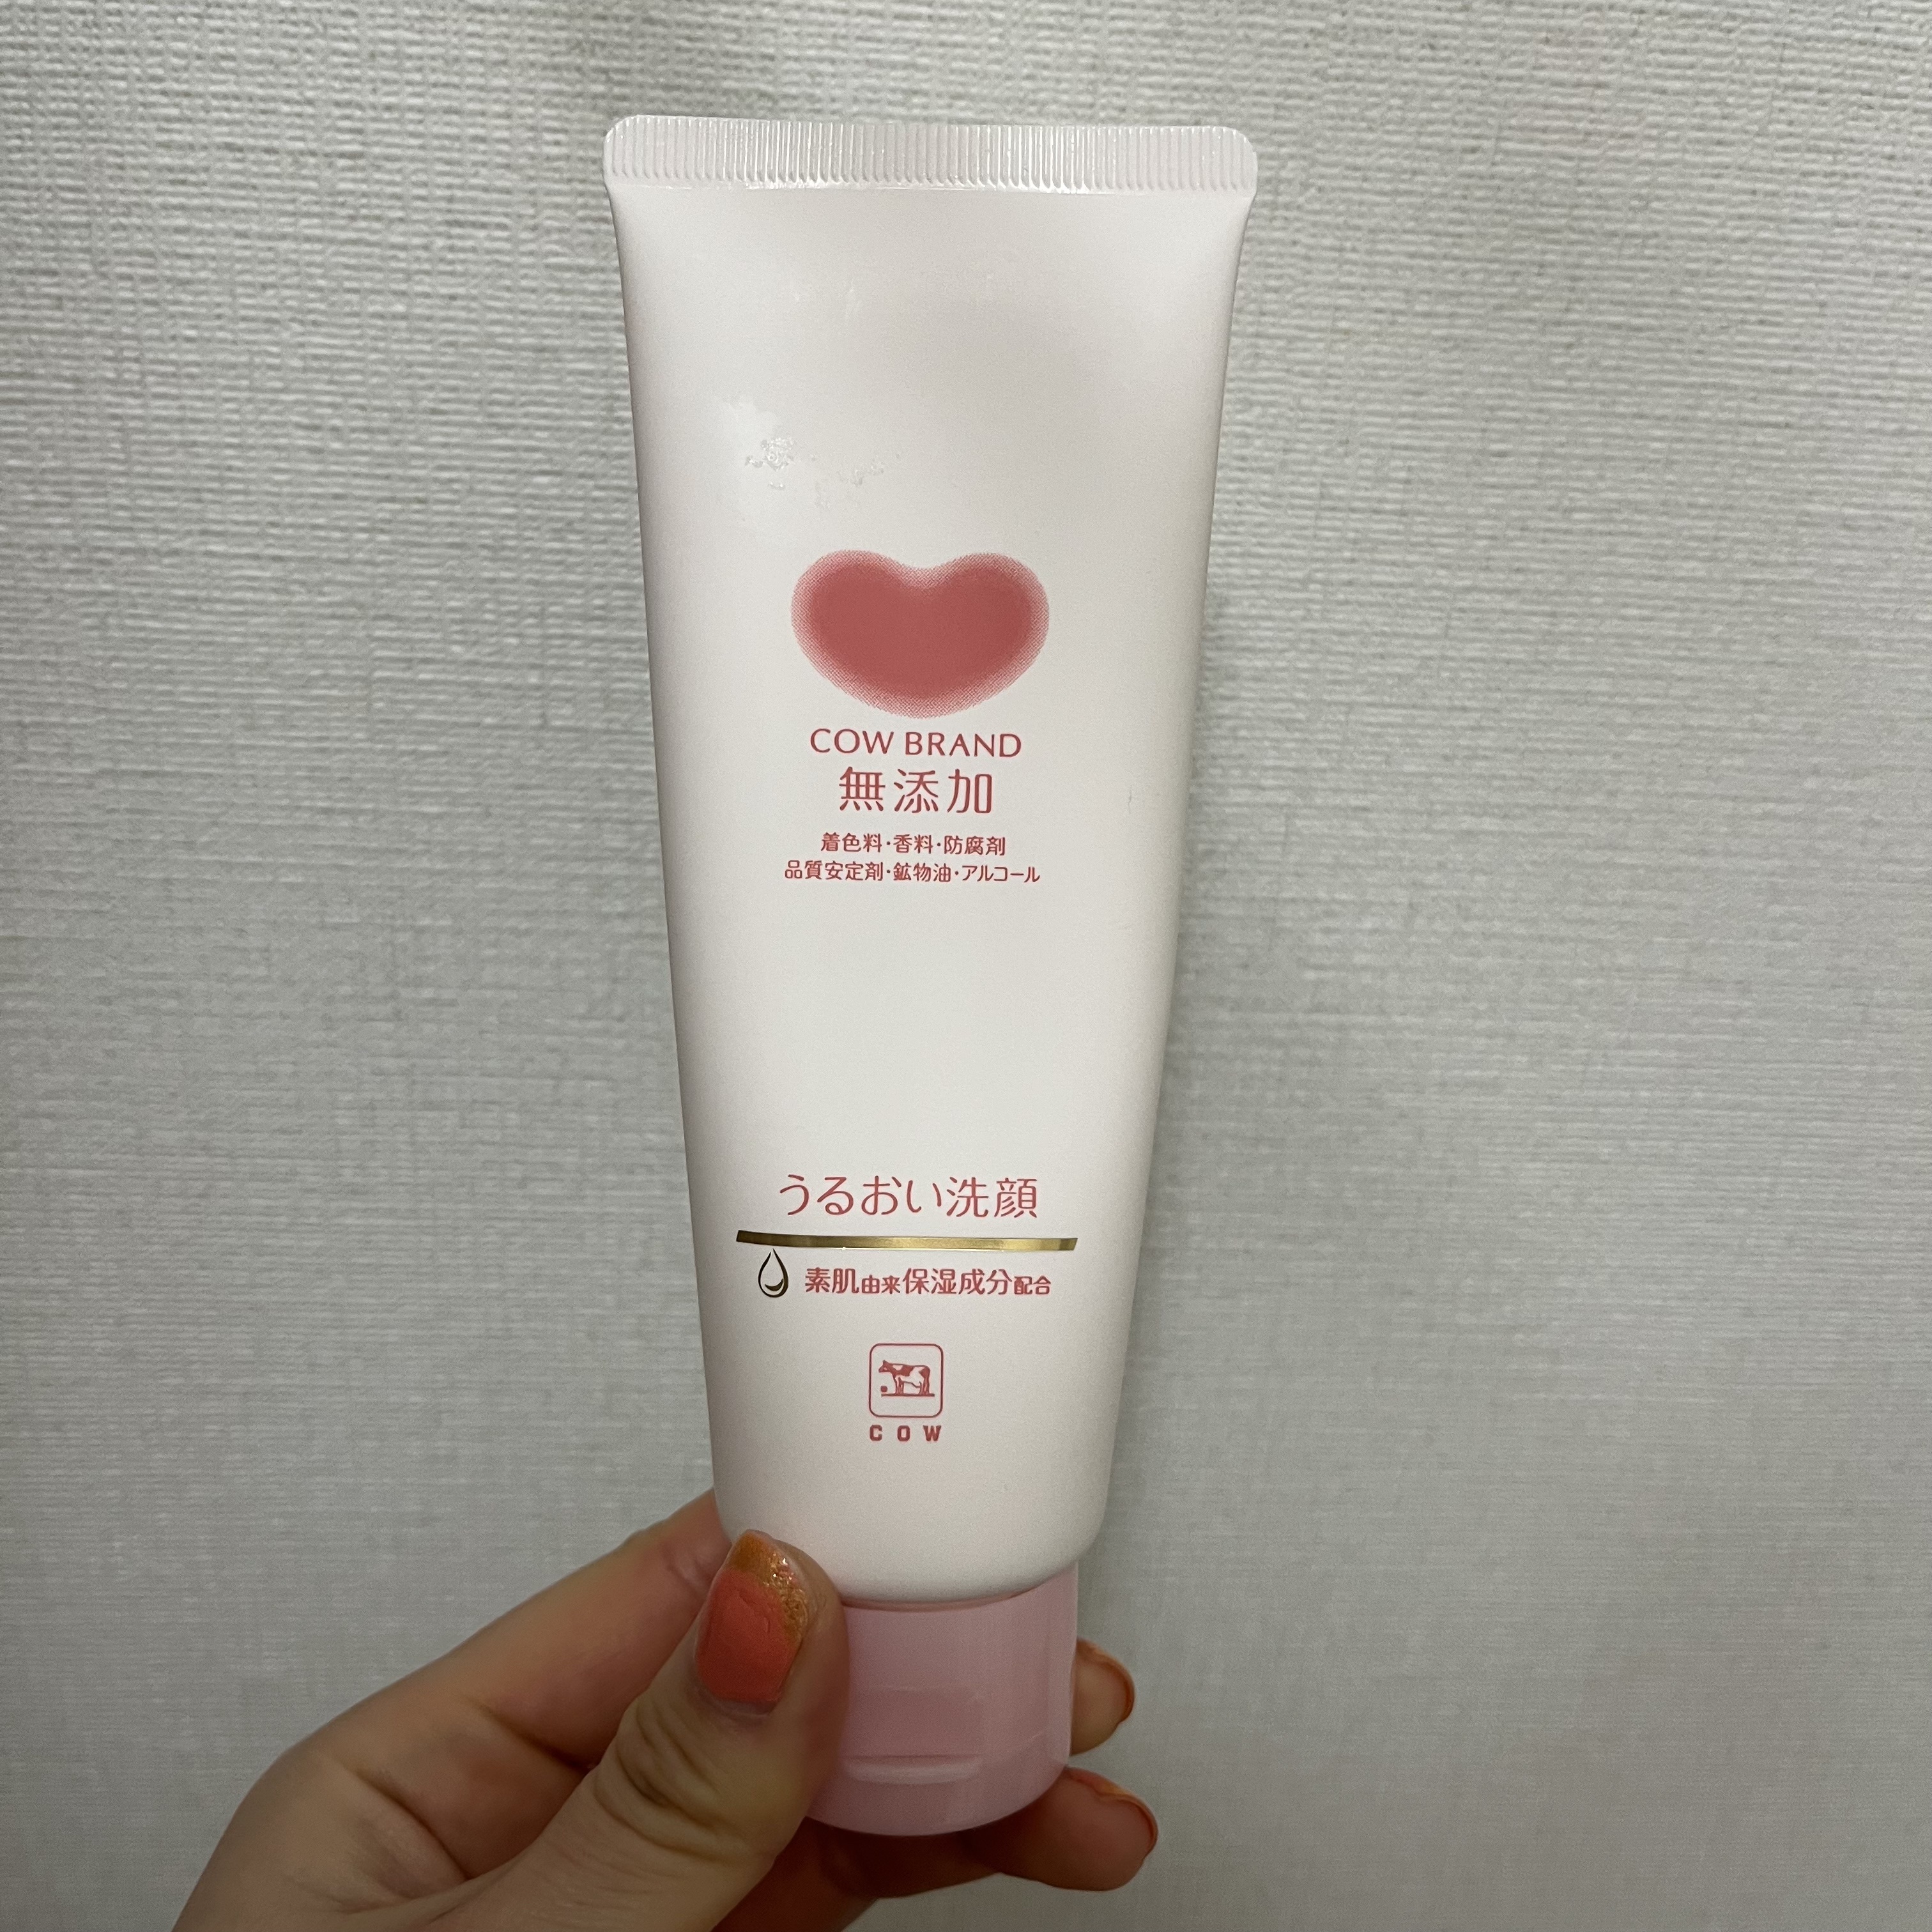 COW BRAND
無添加
着色料・香料・防腐剤
品質安定剤・鉱物油・アルコール
うるおい洗顔
素肌由来保湿成分配合
COW